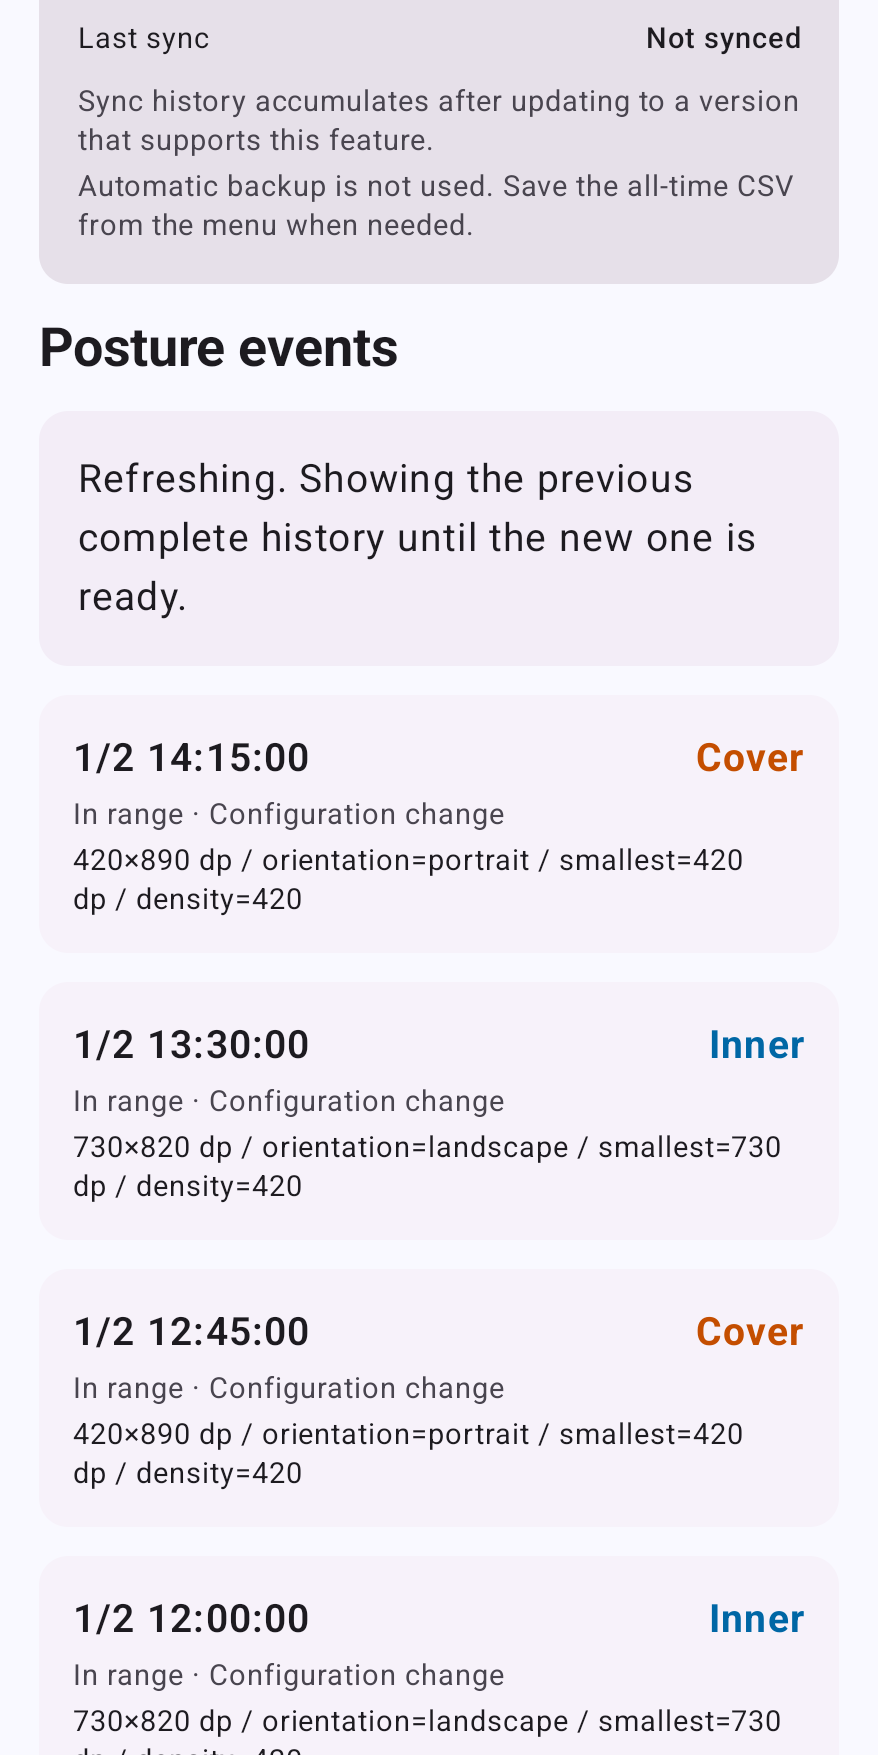 Last sync Not synced
Sync history accumulates after updating to a version
that supports this feature.
Automatic backup is not used. Save the all-time CSV
from the menu when needed.
Posture events
Refreshing. Showing the previous
complete history until the new one is
ready.
1/2 14:15:00 Cover
In range · Configuration change
420×890 dp / orientation=portrait / smallest=420
dp / density=420
1/2 13:30:00 Inner
In range · Configuration change
730×820 dp / orientation=landscape / smallest=730
dp / density=420
1/2 12:45:00 Cover
In range · Configuration change
420×890 dp / orientation=portrait / smallest=420
dp / density=420
1/2 12:00:00 Inner
In range · Configuration change
730×820 dp / orientation=landscape / smallest=730